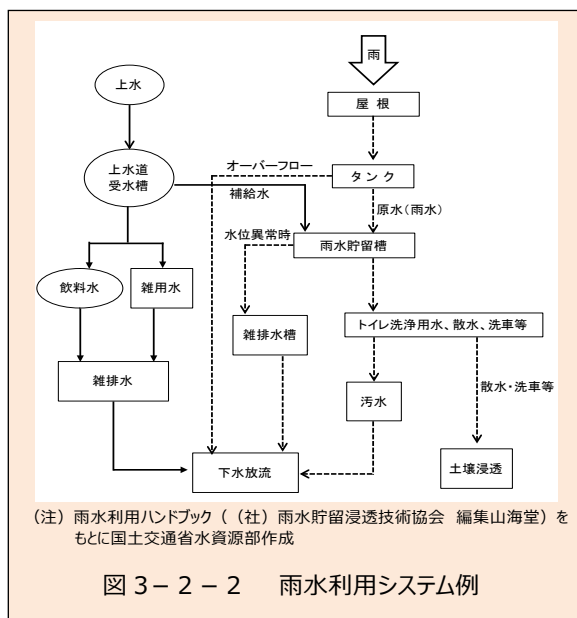 雨
上水
屋 根
オーバーフロー
上水道
受水槽
タンク
補給水
原水（雨水）
水位異常時
雨水貯留槽
飲料水
雑用水
雑排水槽
トイレ洗浄用水、散水、洗車等
雑排水
汚水
散水・洗車等
下水放流
土壌浸透
（注）雨水利用ハンドブック（（社）雨水貯留浸透技術協会 編集山海堂）を
もとに国土交通省水資源部作成
図３－２－２ 雨水利用システム例